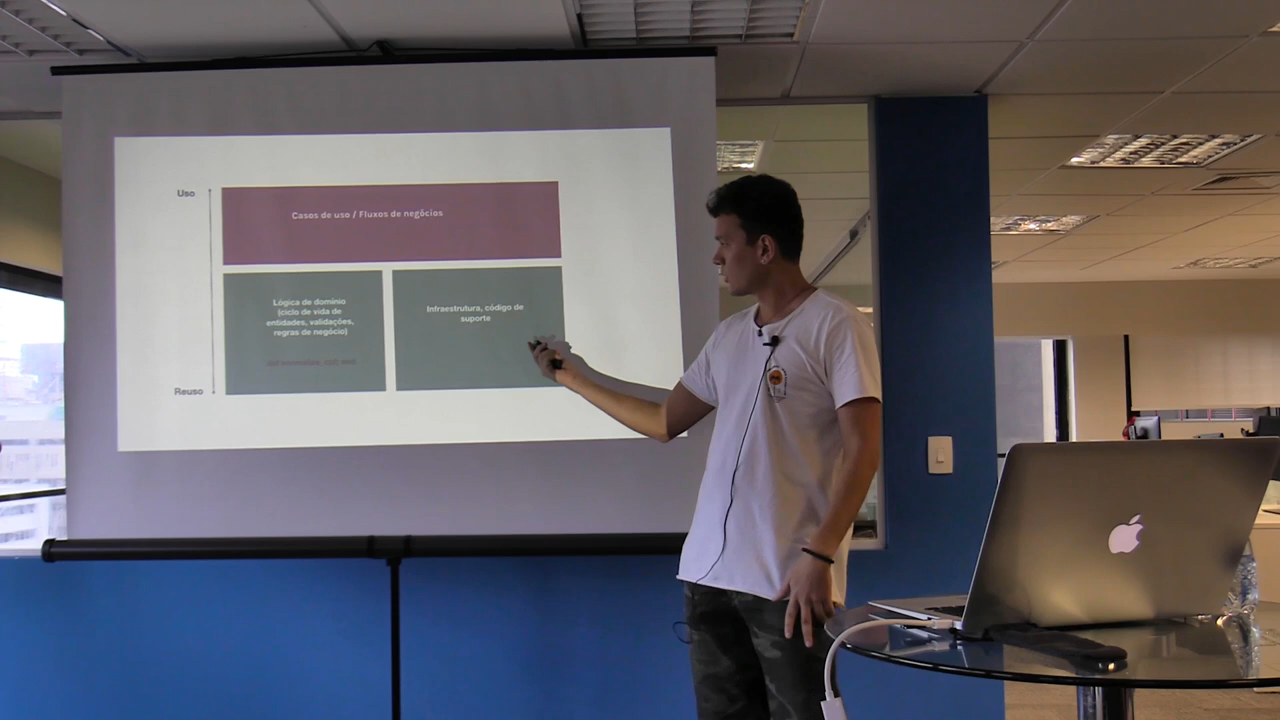 Uso
Casos de uso / Fluxos de negócios
Lógica de domínio
(ciclo de vida de
entidades, validações,
regras de negócio)
Infraestrutura, código de
suporte
Reuso